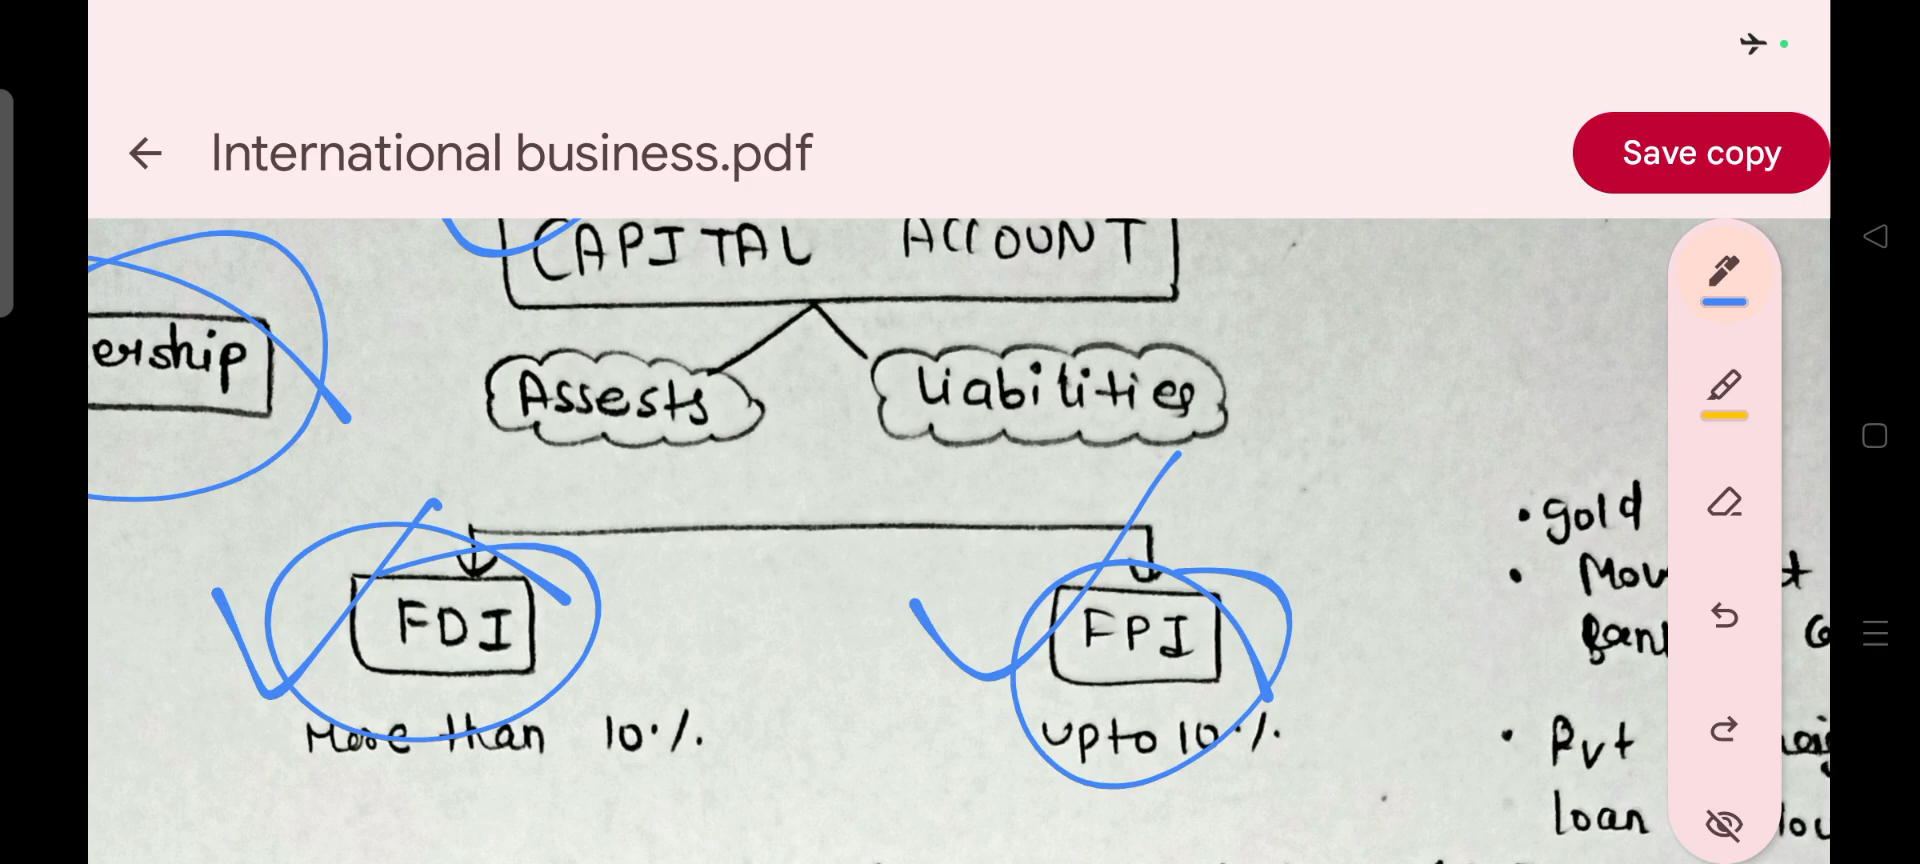 International business.pdf
Save copy
CAPITAL ACCOUNT
ership
Assests
Liabilities
gold
Mov
FDI
FPI
More than 10%.
upto 10%.
Pvt
loan